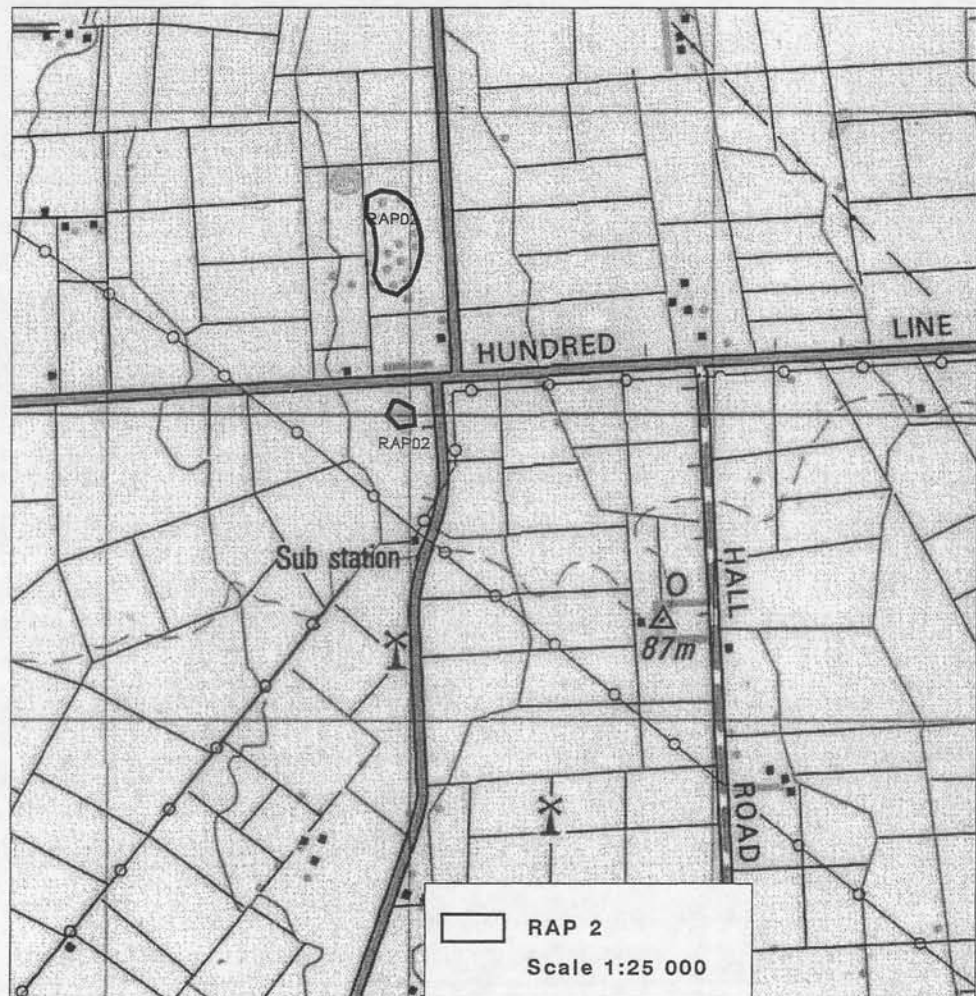 RAP02
HUNDRED LINE
RAP02
Sub station
HALL
87m
ROAD
RAP 2
Scale 1:25 000